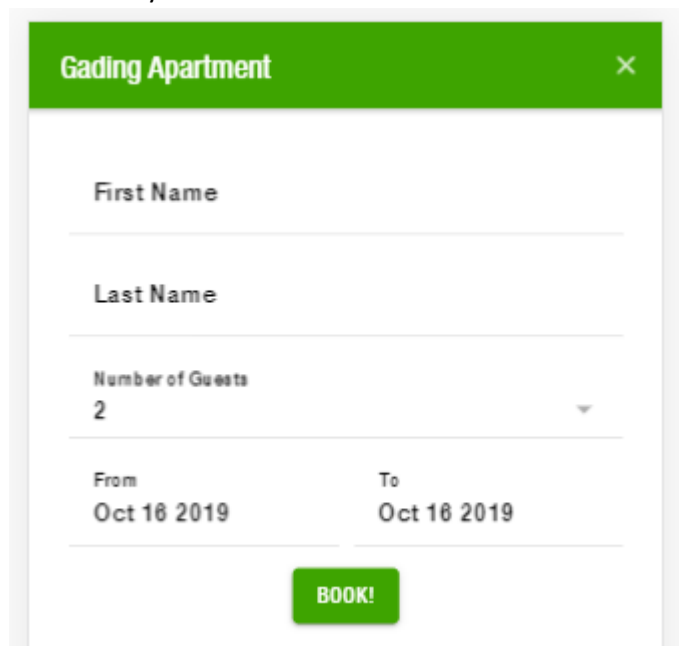 Gading Apartment ×
First Name
Last Name
Number of Guests
2
From To
Oct 16 2019 Oct 16 2019
BOOK!